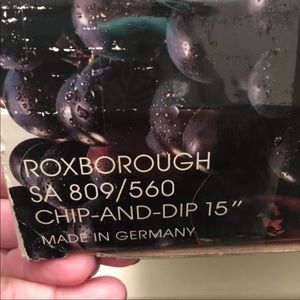 ROXBOROUGH
SA 809/560
CHIP-AND-DIP 15"
MADE IN GERMANY